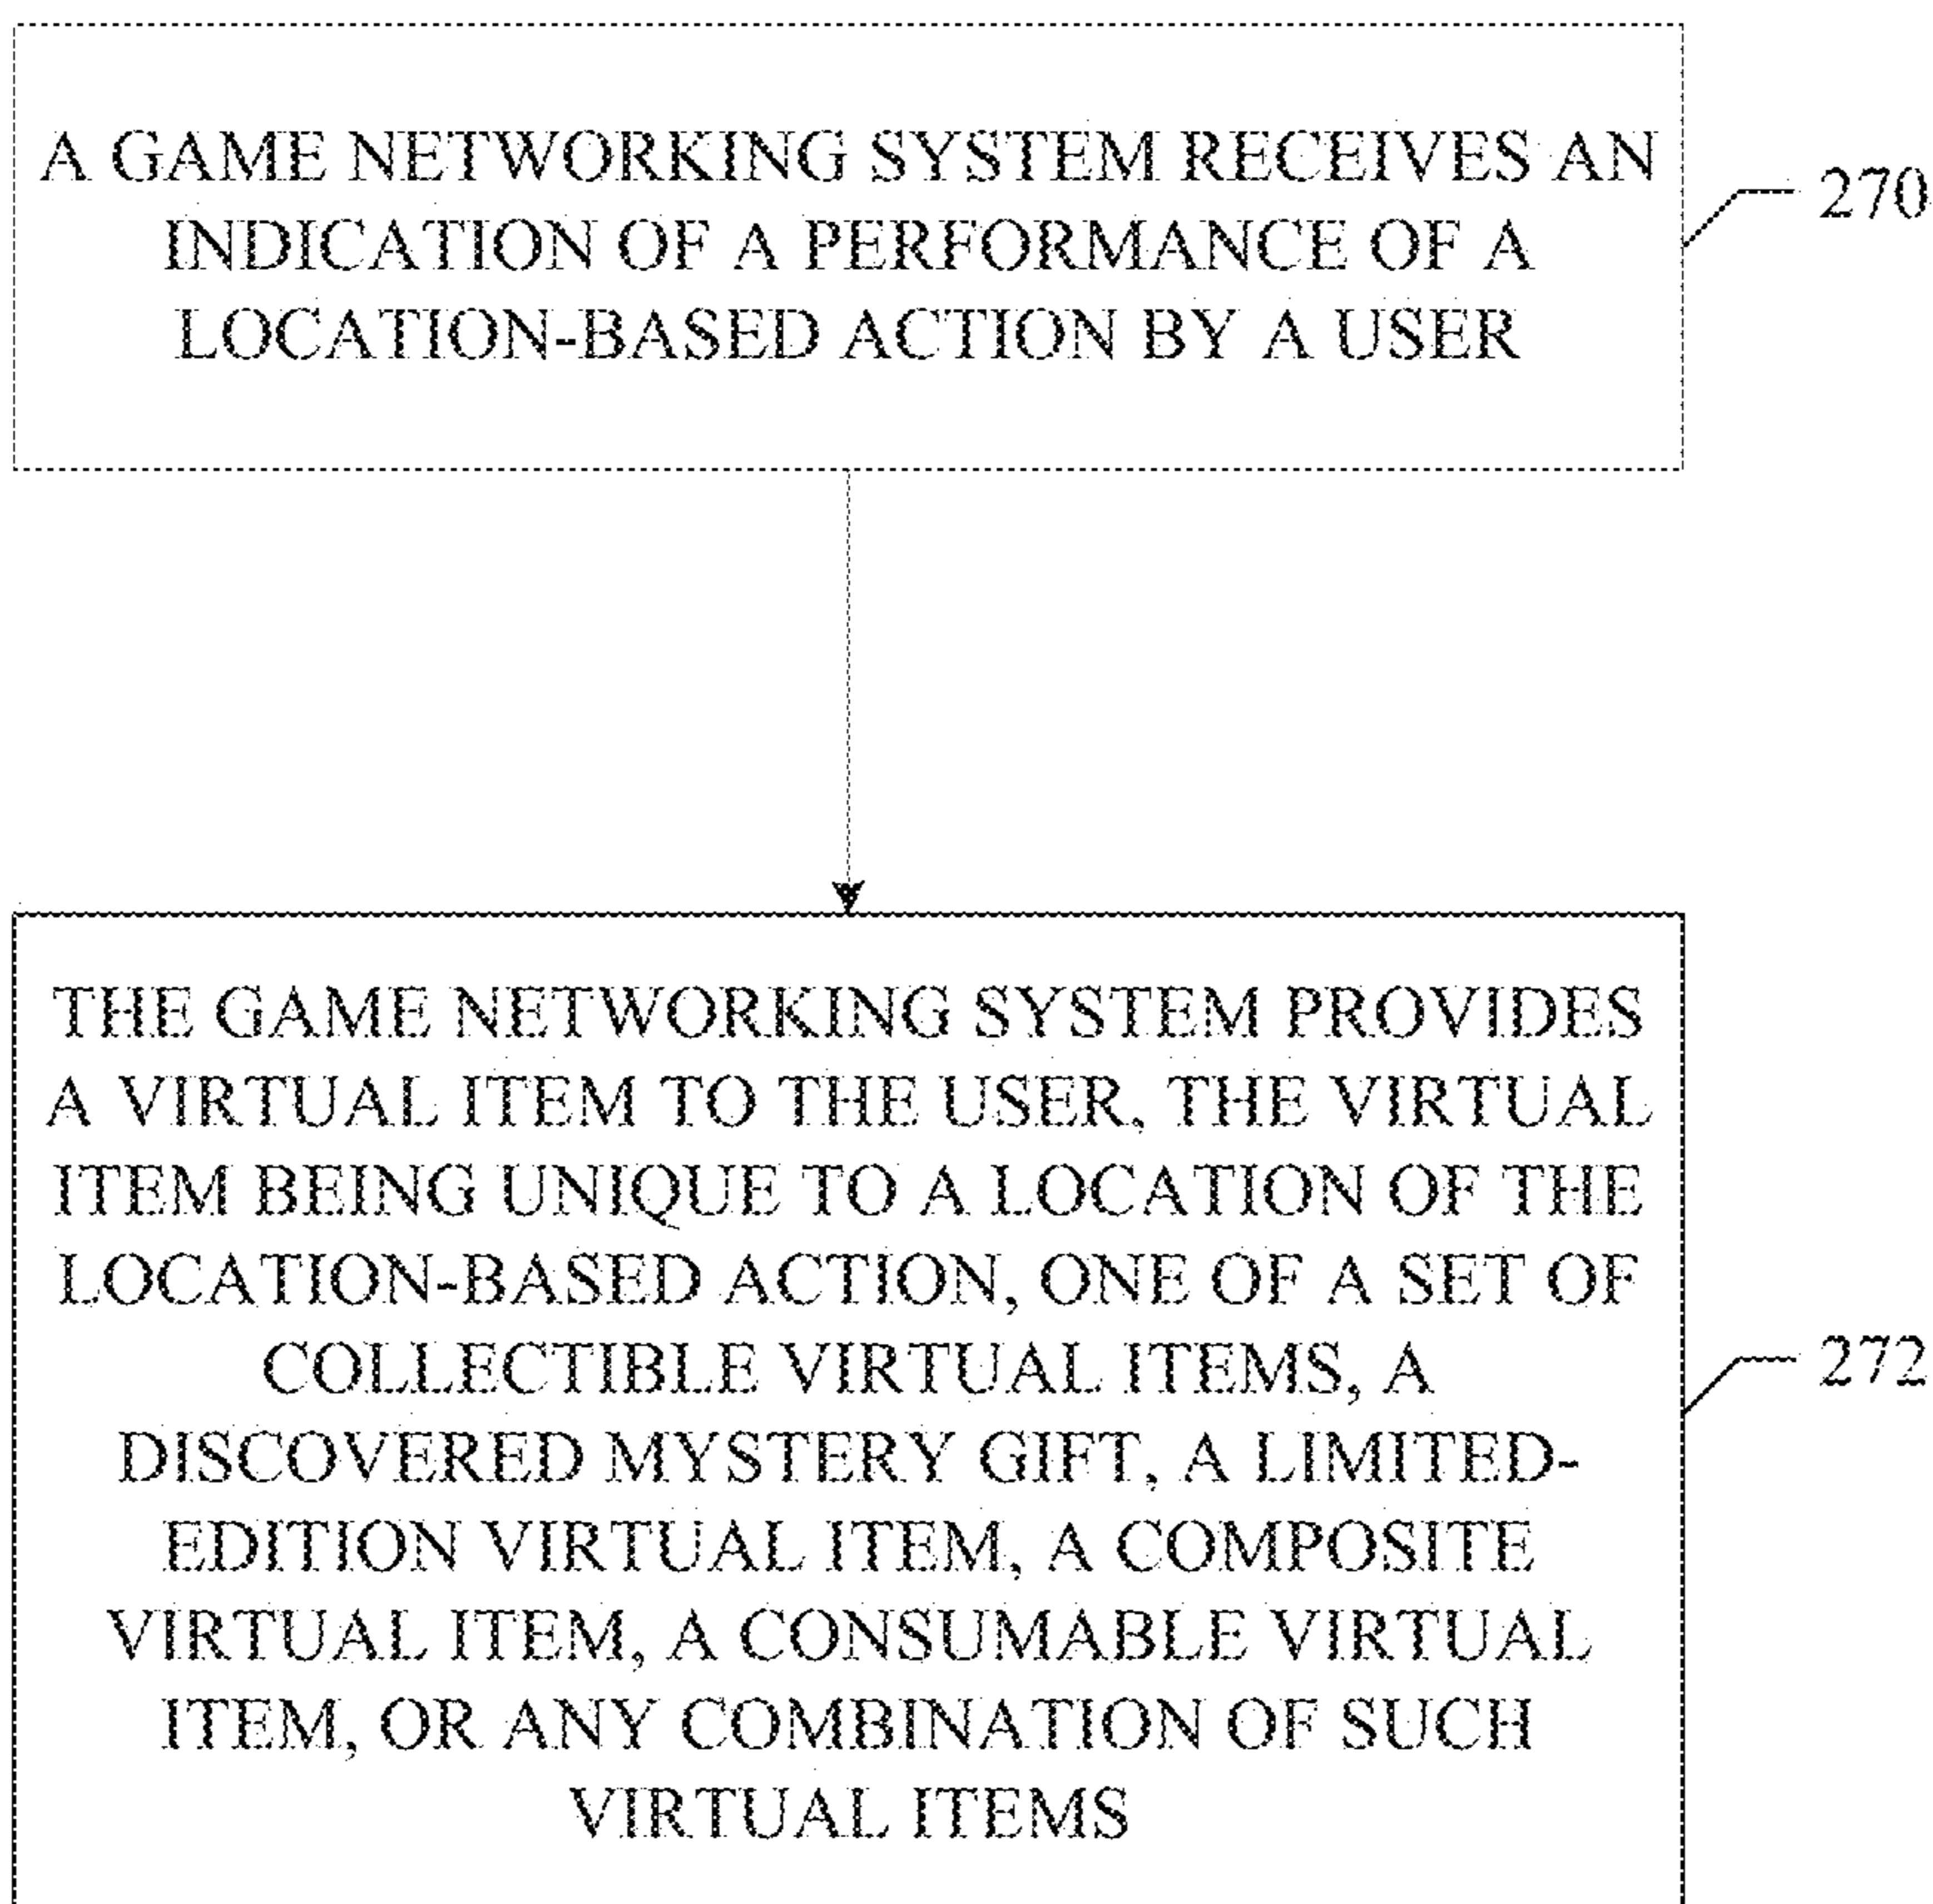 A GAME NETWORKING SYSTEM RECEIVES AN
INDICATION OF A PERFORMANCE OF A
LOCATION-BASED ACTION BY A USER
270
THE GAME NETWORKING SYSTEM PROVIDES
A VIRTUAL ITEM TO THE USER, THE VIRTUAL
ITEM BEING UNIQUE TO A LOCATION OF THE
LOCATION-BASED ACTION, ONE OF A SET OF
COLLECTIBLE VIRTUAL ITEMS, A
DISCOVERED MYSTERY GIFT, A LIMITED-
EDITION VIRTUAL ITEM, A COMPOSITE
VIRTUAL ITEM, A CONSUMABLE VIRTUAL
ITEM, OR ANY COMBINATION OF SUCH
VIRTUAL ITEMS
272